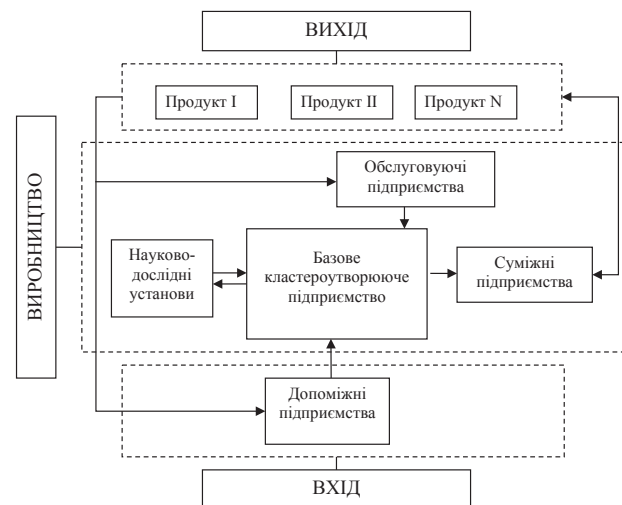 ВИХІД
Продукт I
Продукт II
Продукт N
ВИРОБНИЦТВО
Обслуговуючі
підприємства
Науково-
дослідні
установи
Базове
кластероутворююче
підприємство
Суміжні
підприємства
Допоміжні
підприємства
ВХІД